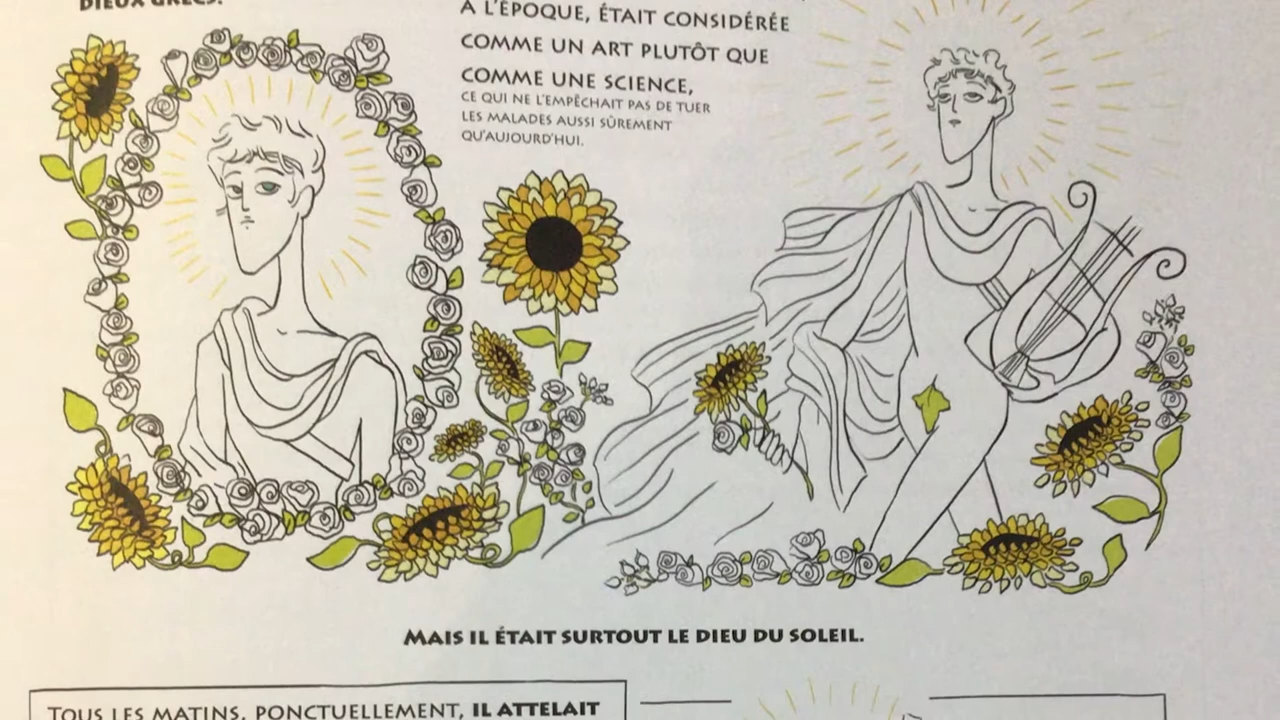 DIEUX GRECS.
À L'ÉPOQUE, ÉTAIT CONSIDÉRÉE
COMME UN ART PLUTÔT QUE
COMME UNE SCIENCE,
CE QUI NE L'EMPÊCHAIT PAS DE TUER
LES MALADES AUSSI SÛREMENT
QU'AUJOURD'HUI.
MAIS IL ÉTAIT SURTOUT LE DIEU DU SOLEIL.
TOUS LES MATINS, PONCTUELLEMENT, IL ATTELAIT